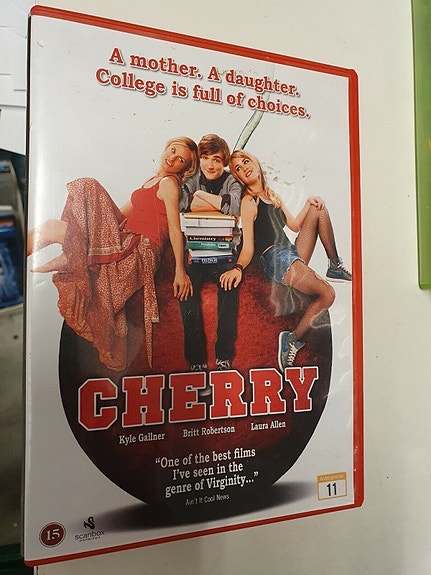 A mother. A daughter.
College is full of choices.
Chemistry
CHERRY
Kyle Gallner Britt Robertson Laura Allen
"One of the best films
I've seen in the
genre of Virginity..."
Ain't It Cool News
15
scanbox
11